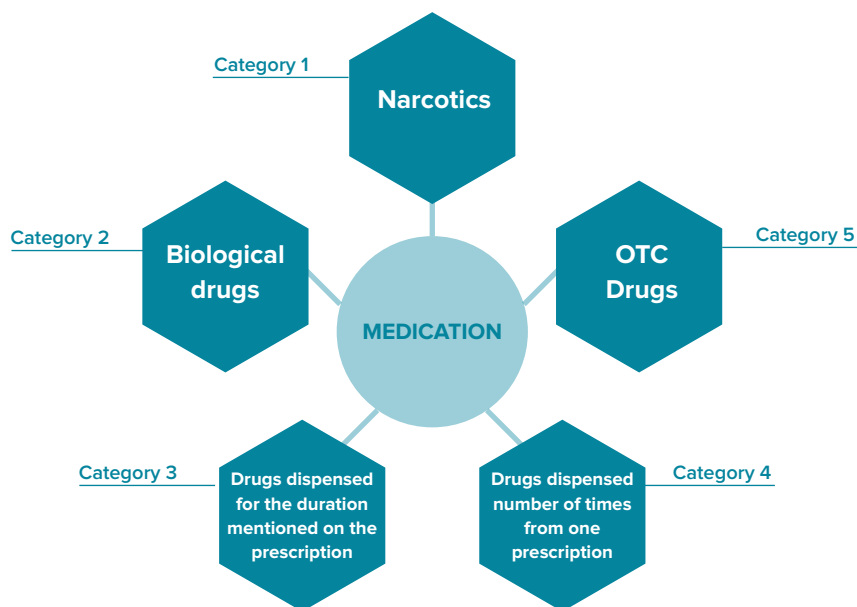 Category 1
Narcotics
Category 2
Biological
drugs
Category 5
OTC
Drugs
MEDICATION
Category 3
Drugs dispensed
for the duration
mentioned on the
prescription
Category 4
Drugs dispensed
number of times
from one
prescription